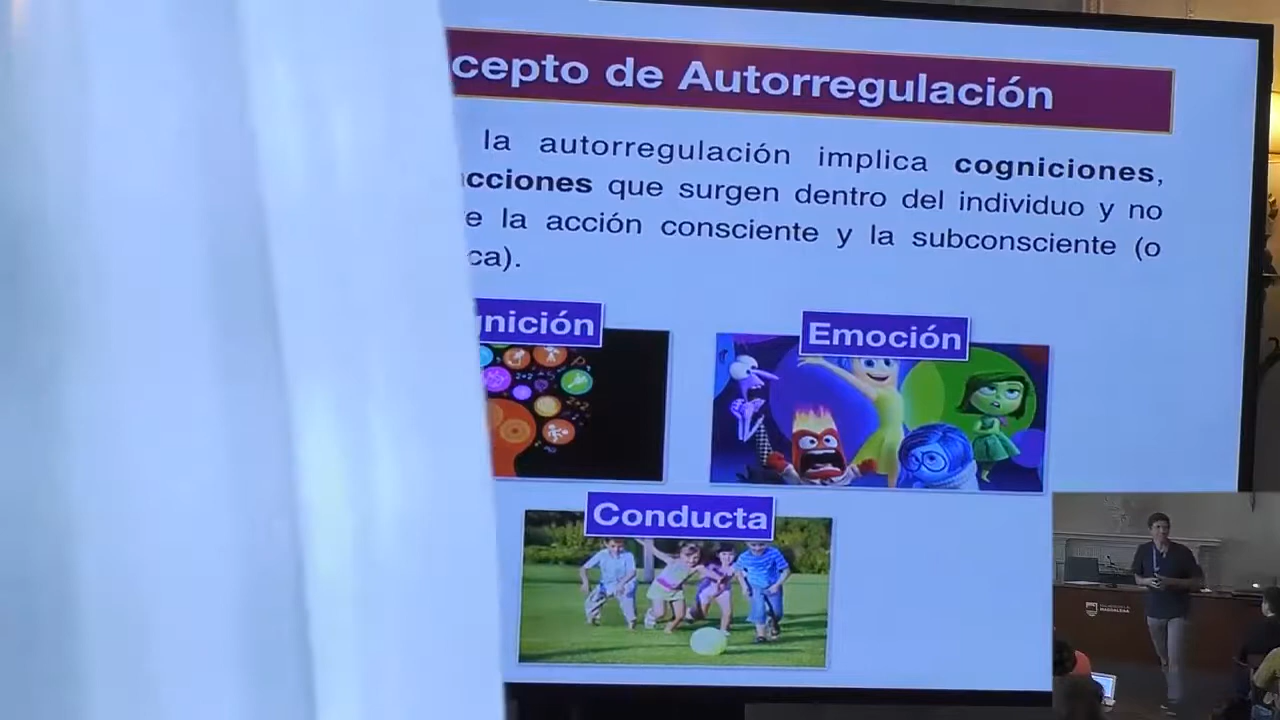 cepto de Autorregulación
la autorregulación implica cogniciones,
cciones que surgen dentro del individuo y no
e la acción consciente y la subconsciente (o
ca).
nición
Emoción
Conducta
MAGDALENA